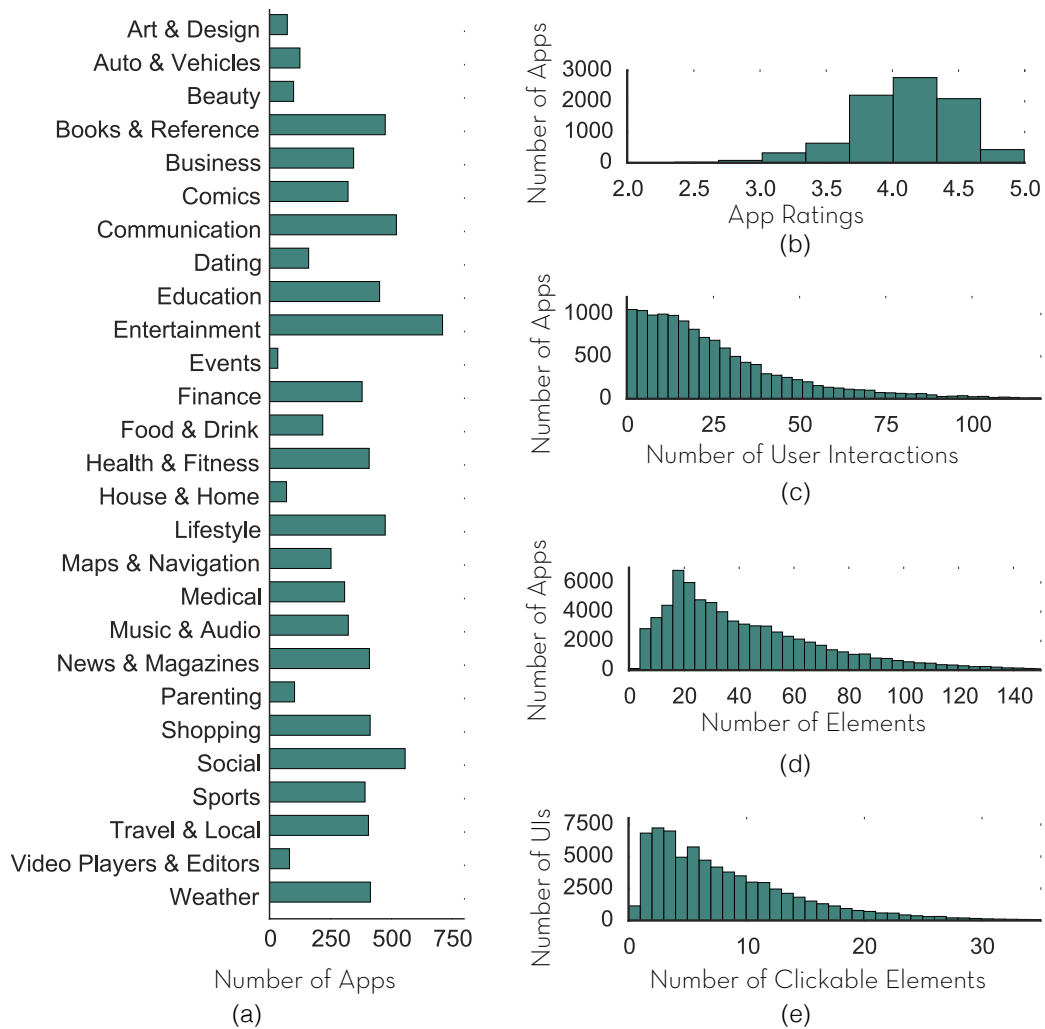 Art & Design
Auto & Vehicles
Beauty
Books & Reference
Business
Comics
Communication
Dating
Education
Entertainment
Events
Finance
Food & Drink
Health & Fitness
House & Home
Lifestyle
Maps & Navigation
Medical
Music & Audio
News & Magazines
Parenting
Shopping
Social
Sports
Travel & Local
Video Players & Editors
Weather
0 250 500 750
Number of Apps
(a)
Number of Apps
3000
2000
1000
0
2.0 2.5 3.0 3.5 4.0 4.5 5.0
App Ratings
(b)
Number of Apps
1000
500
0
0 25 50 75 100
Number of User Interactions
(c)
Number of Apps
6000
4000
2000
0
0 20 40 60 80 100 120 140
Number of Elements
(d)
Number of UIs
7500
5000
2500
0
0 10 20 30
Number of Clickable Elements
(e)